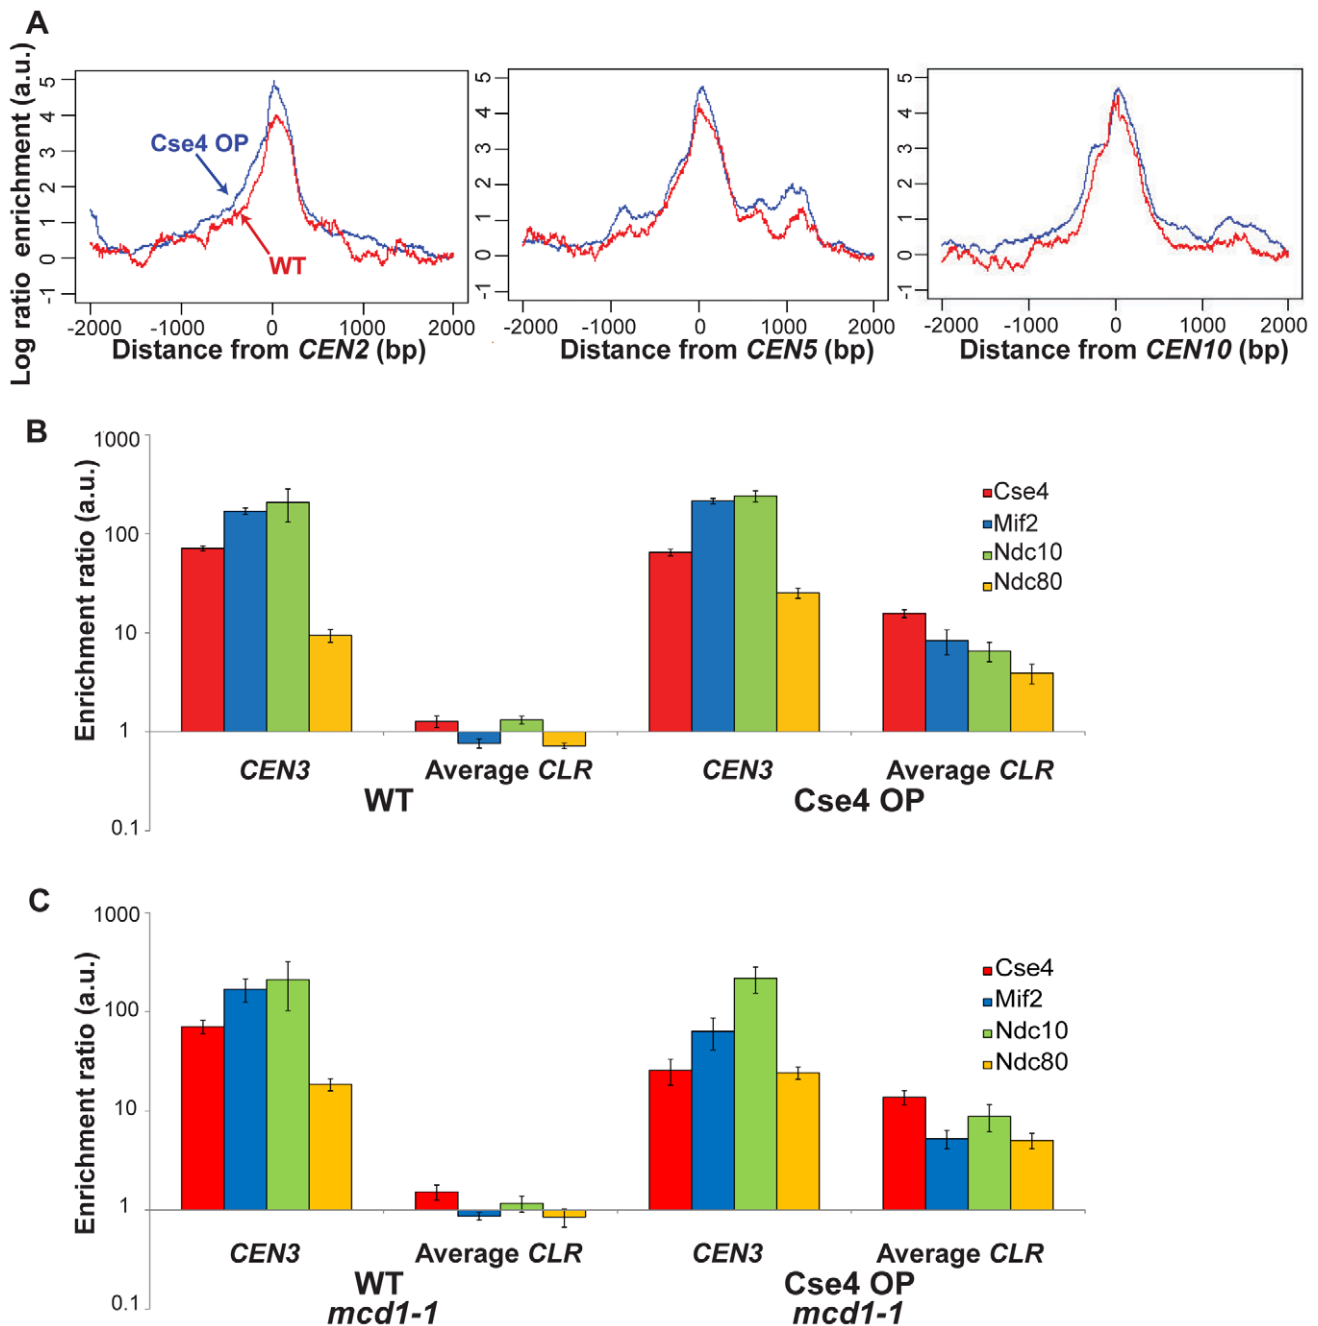 A
Log ratio enrichment (a.u.)
5
4
3
2
1
0
-1
Cse4 OP
WT
-2000 -1000 0 1000 2000
Distance from CEN2 (bp)
5
4
3
2
1
0
-1
-2000 -1000 0 1000 2000
Distance from CEN5 (bp)
5
4
3
2
1
0
-1
-2000 -1000 0 1000 2000
Distance from CEN10 (bp)
B
Enrichment ratio (a.u.)
1000
100
10
1
0.1
Cse4
Mif2
Ndc10
Ndc80
CEN3 Average CLR CEN3 Average CLR
WT Cse4 OP
C
Enrichment ratio (a.u.)
1000
100
10
1
0.1
Cse4
Mif2
Ndc10
Ndc80
CEN3 Average CLR CEN3 Average CLR
WT Cse4 OP
mcd1-1 mcd1-1